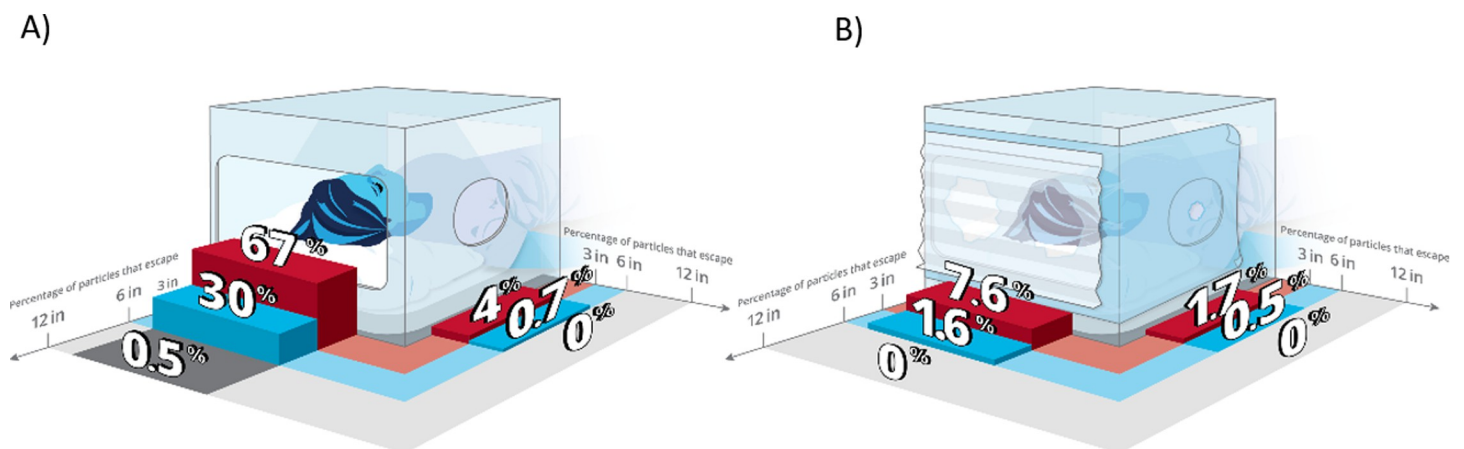 A)
B)
67%
30%
0.5%
4%
0.7%
0%
Percentage of particles that escape
12 in
6 in
3 in
Percentage of particles that escape
3 in
6 in
12 in
7.6%
1.6%
0%
1.7%
0.5%
0%
Percentage of particles that escape
12 in
6 in
3 in
Percentage of particles that escape
3 in
6 in
12 in